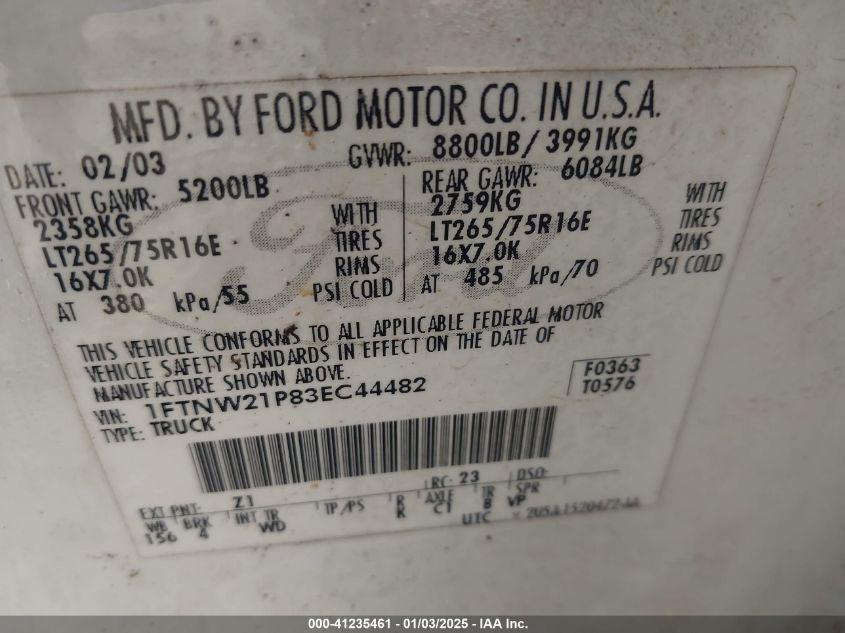 MFD. BY FORD MOTOR CO. IN U.S.A.
DATE: 02/03 GVWR: 8800LB/ 3991KG
FRONT GAWR: 5200LB REAR GAWR: 6084LB
2358KG WITH 2759KG WITH
LT265/75R16E TIRES LT265/75R16E TIRES
16X7.0K RIMS 16X7.0K RIMS
AT 380 kPa/55 PSI COLD AT 485 kPa/70 PSI COLD
Ford
THIS VEHICLE CONFORMS TO ALL APPLICABLE FEDERAL MOTOR
VEHICLE SAFETY STANDARDS IN EFFECT ON THE DATE OF
MANUFACTURE SHOWN ABOVE.
VIN: 1FTNW21P83EC44482 F0363
TYPE: TRUCK T0576
RC: 23 DSO:
EXT PNT: Z1
WB BRK INT TR TP/PS R AXLE TR SPR
156 4 WD R C1 B VP
UTC
000-41235461 - 01/03/2025 - IAA Inc.